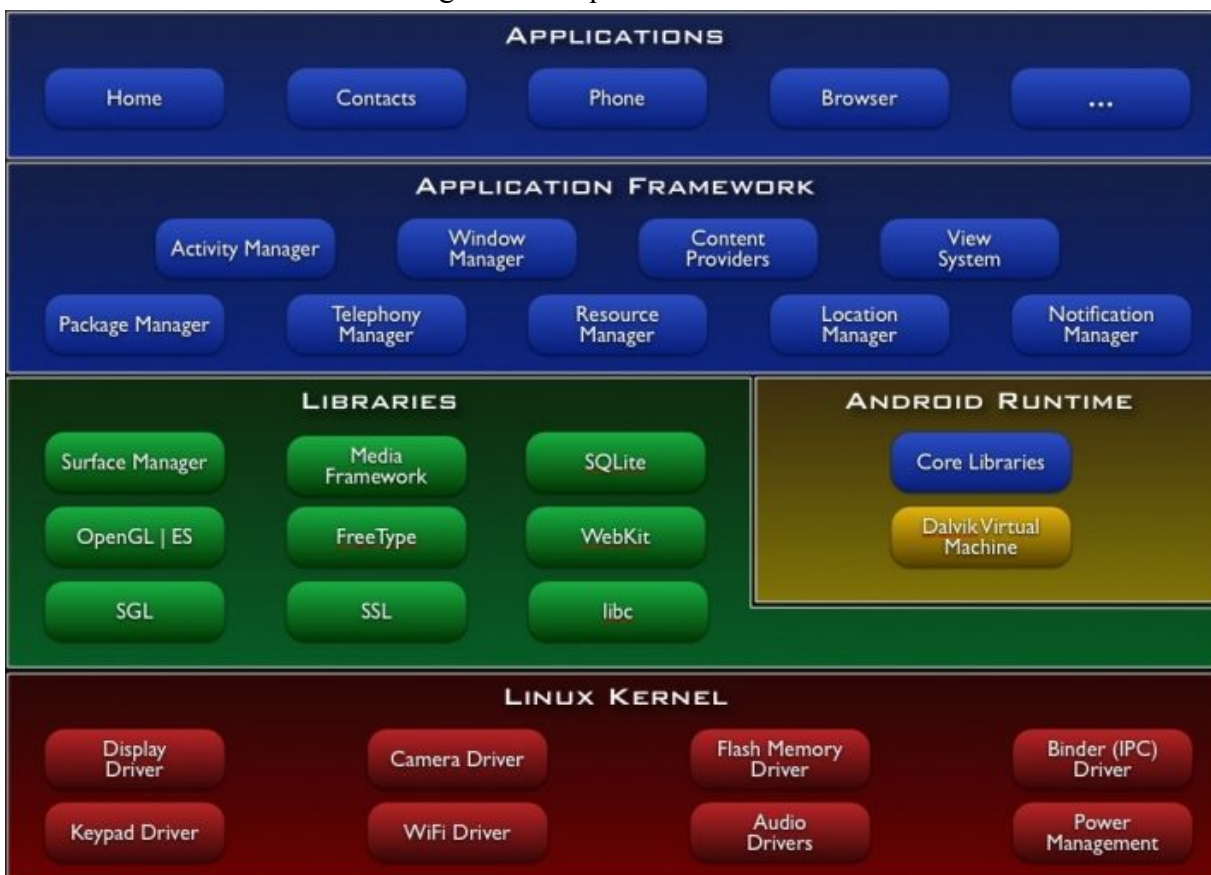 APPLICATIONS
Home
Contacts
Phone
Browser
...
APPLICATION FRAMEWORK
Activity Manager
Window
Manager
Content
Providers
View
System
Package Manager
Telephony
Manager
Resource
Manager
Location
Manager
Notification
Manager
LIBRARIES
Surface Manager
Media
Framework
SQLite
OpenGL | ES
FreeType
WebKit
SGL
SSL
libc
ANDROID RUNTIME
Core Libraries
Dalvik Virtual
Machine
LINUX KERNEL
Display
Driver
Camera Driver
Flash Memory
Driver
Binder (IPC)
Driver
Keypad Driver
WiFi Driver
Audio
Drivers
Power
Management